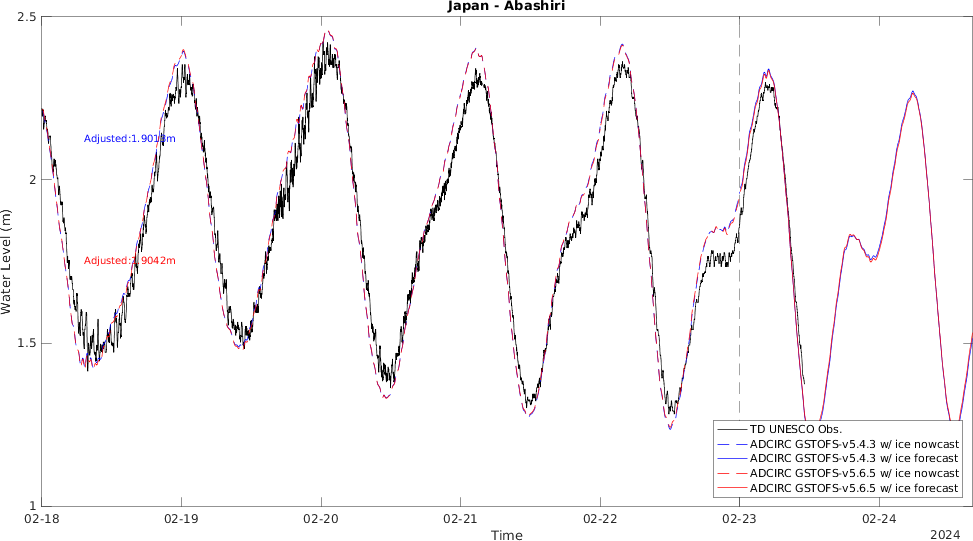 Japan - Abashiri
2.5
2
1.5
1
Water Level (m)
Adjusted:1.9018m
Adjusted:1.9042m
TD UNESCO Obs.
ADCIRC GSTOFS-v5.4.3 w/ ice nowcast
ADCIRC GSTOFS-v5.4.3 w/ ice forecast
ADCIRC GSTOFS-v5.6.5 w/ ice nowcast
ADCIRC GSTOFS-v5.6.5 w/ ice forecast
02-18 02-19 02-20 02-21 02-22 02-23 02-24
Time
2024